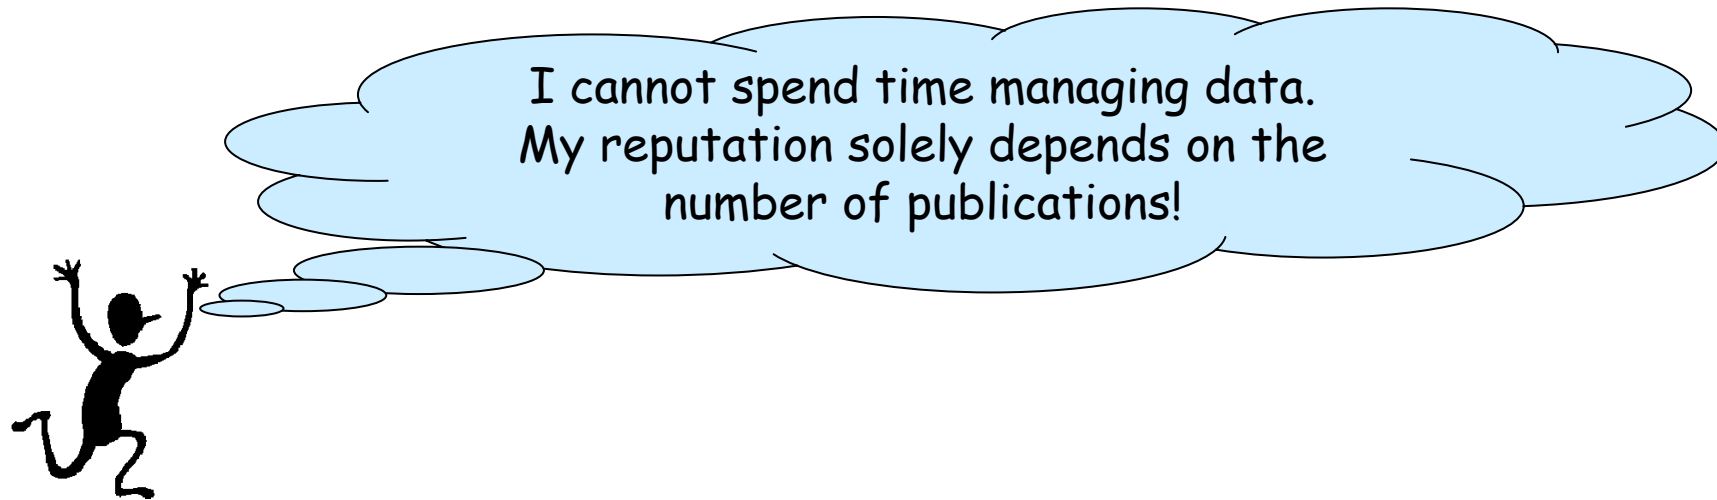 I cannot spend time managing data.
My reputation solely depends on the
number of publications!